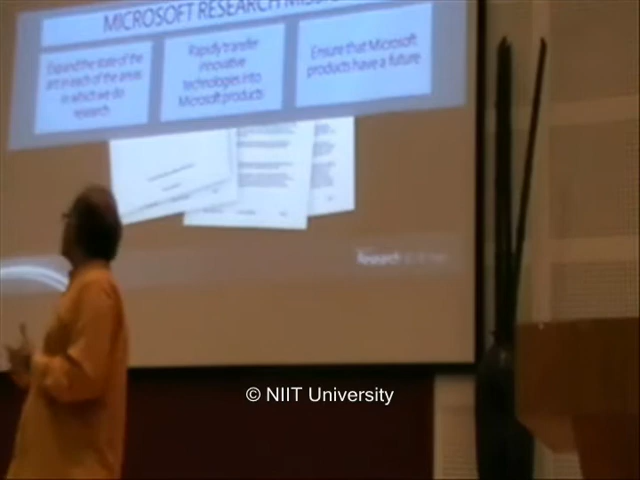 MICROSOFT RESEARCH
Expand the state of the
art in each of the areas
in which we do
research
Rapidly transfer
innovative
technologies into
Microsoft products
Ensure that Microsoft
products have a future
Research
© NIIT University